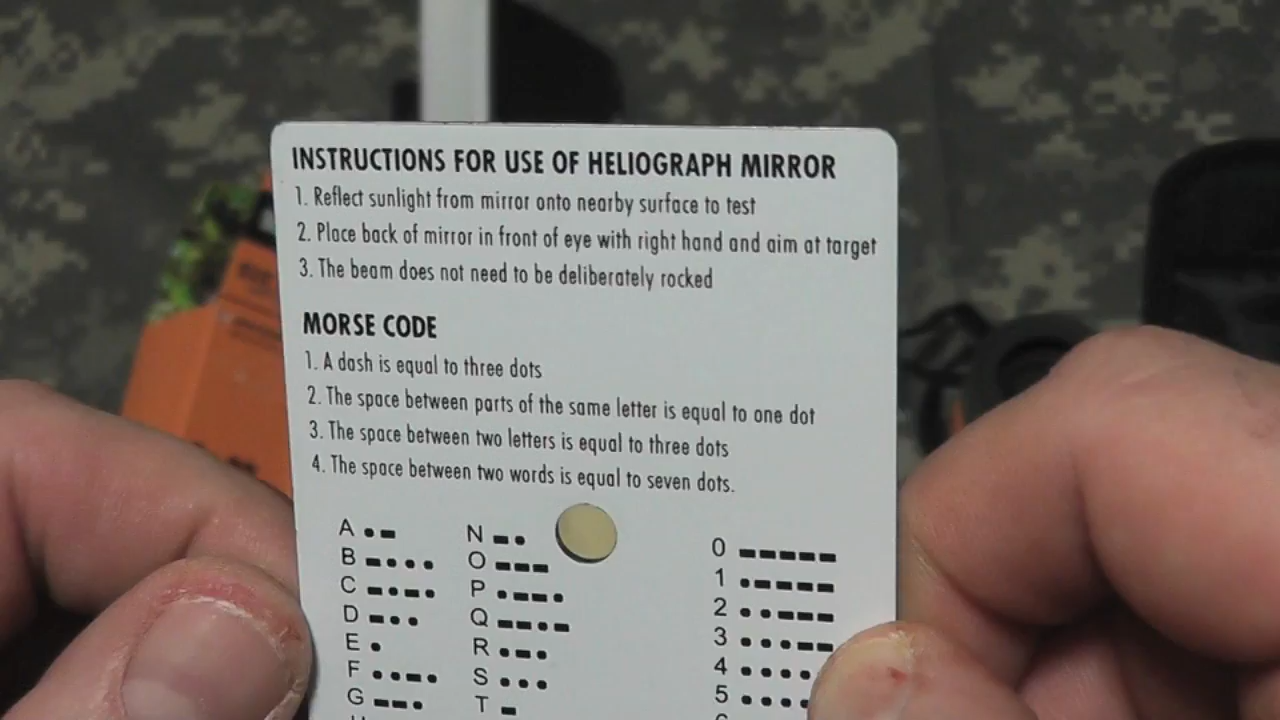 INSTRUCTIONS FOR USE OF HELIOGRAPH MIRROR
1. Reflect sunlight from mirror onto nearby surface to test
2. Place back of mirror in front of eye with right hand and aim at target
3. The beam does not need to be deliberately rocked
MORSE CODE
1. A dash is equal to three dots
2. The space between parts of the same letter is equal to one dot
3. The space between two letters is equal to three dots
4. The space between two words is equal to seven dots.
A •– N –• 0 –––––
B –••• O ––– 1 •––––
C –•–• P •––• 2 ••–––
D –•• Q ––•– 3 •••––
E • R •–• 4 ••••
F ••–• S ••• 5 ••••
G ––• T –